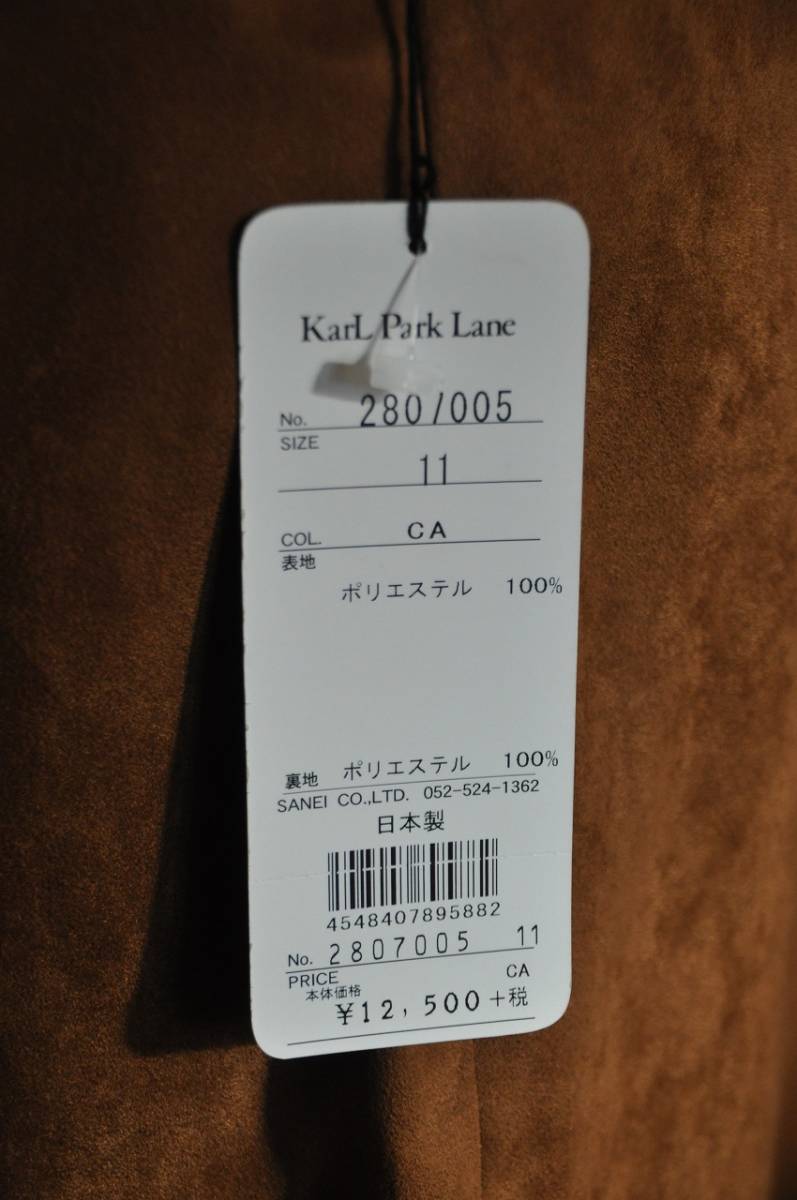 KarL Park Lane
No. 280/005
SIZE
11
COL. CA
表地
ポリエステル 100%
裏地 ポリエステル 100%
SANEI CO.,LTD. 052-524-1362
日本製
4548407895882
No. 2807005 11
PRICE CA
本体価格
¥12,500+税